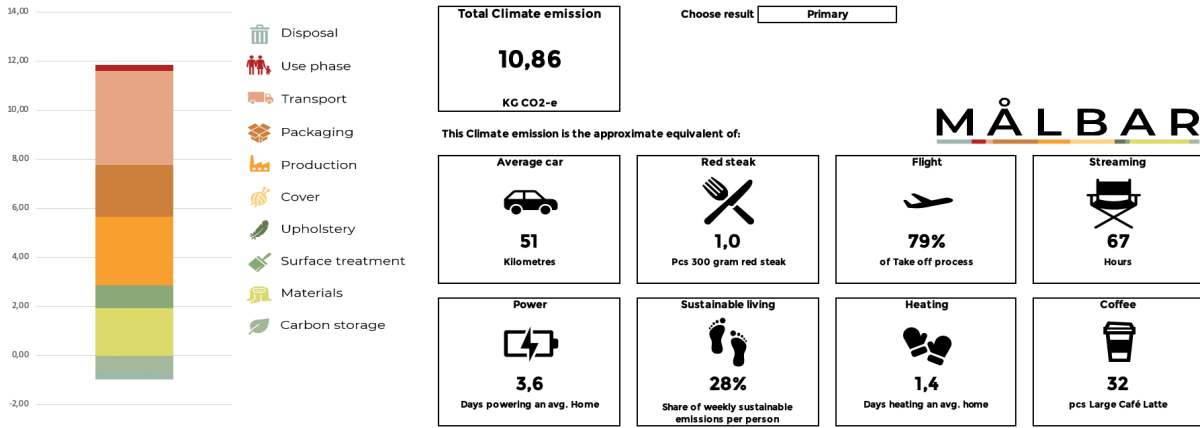 14,00
12,00
10,00
8,00
6,00
4,00
2,00
0,00
-2,00
Disposal
Use phase
Transport
Packaging
Production
Cover
Upholstery
Surface treatment
Materials
Carbon storage
Total Climate emission
10,86
KG CO2-e
Choose result Primary
MÅLBAR
This Climate emission is the approximate equivalent of:
Average car
51
Kilometres
Red steak
1,0
Pcs 300 gram red steak
Flight
79%
of Take off process
Streaming
67
Hours
Power
3,6
Days powering an avg. Home
Sustainable living
28%
Share of weekly sustainable
emissions per person
Heating
1,4
Days heating an avg. home
Coffee
32
pcs Large Café Latte